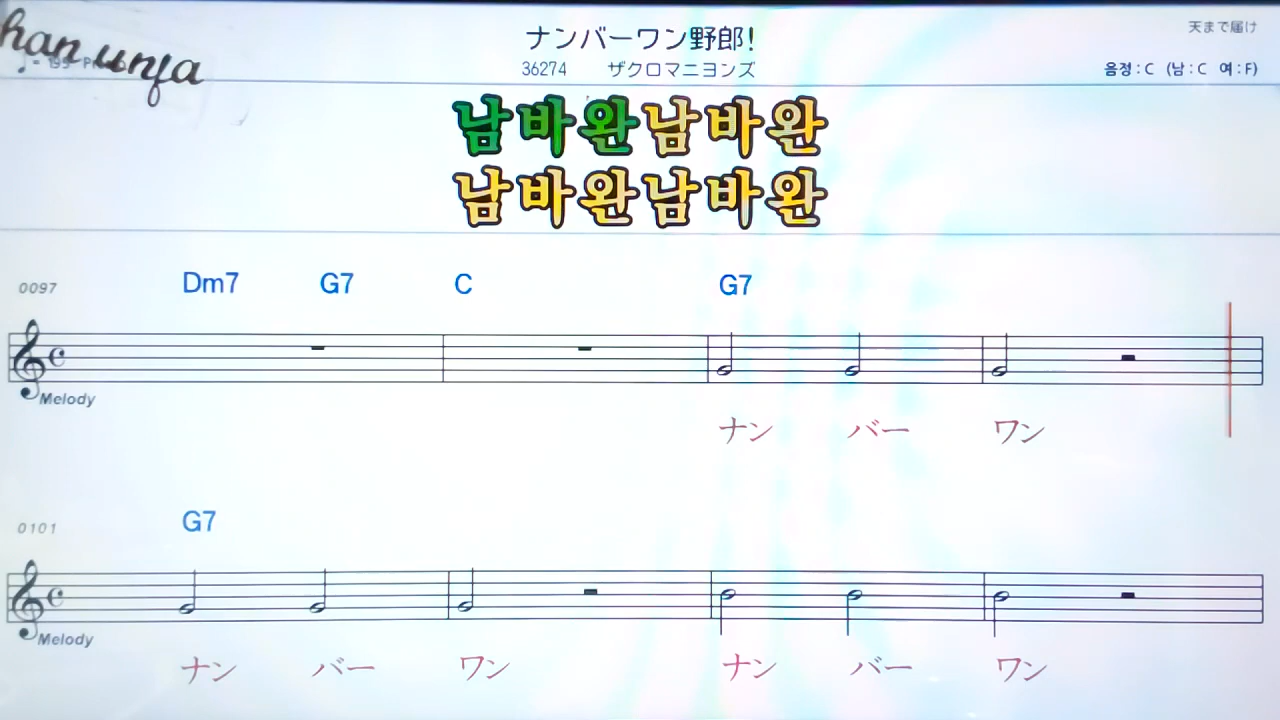 han unja
ナンバーワン野郎!
天まで届け
36274 ザクロマニヨンズ
음정:C (남:C 여:F)
남바완남바완
남바완남바완
0097 Dm7 G7 C G7
Melody
ナン バー ワン
0101 G7
Melody
ナン バー ワン ナン バー ワン